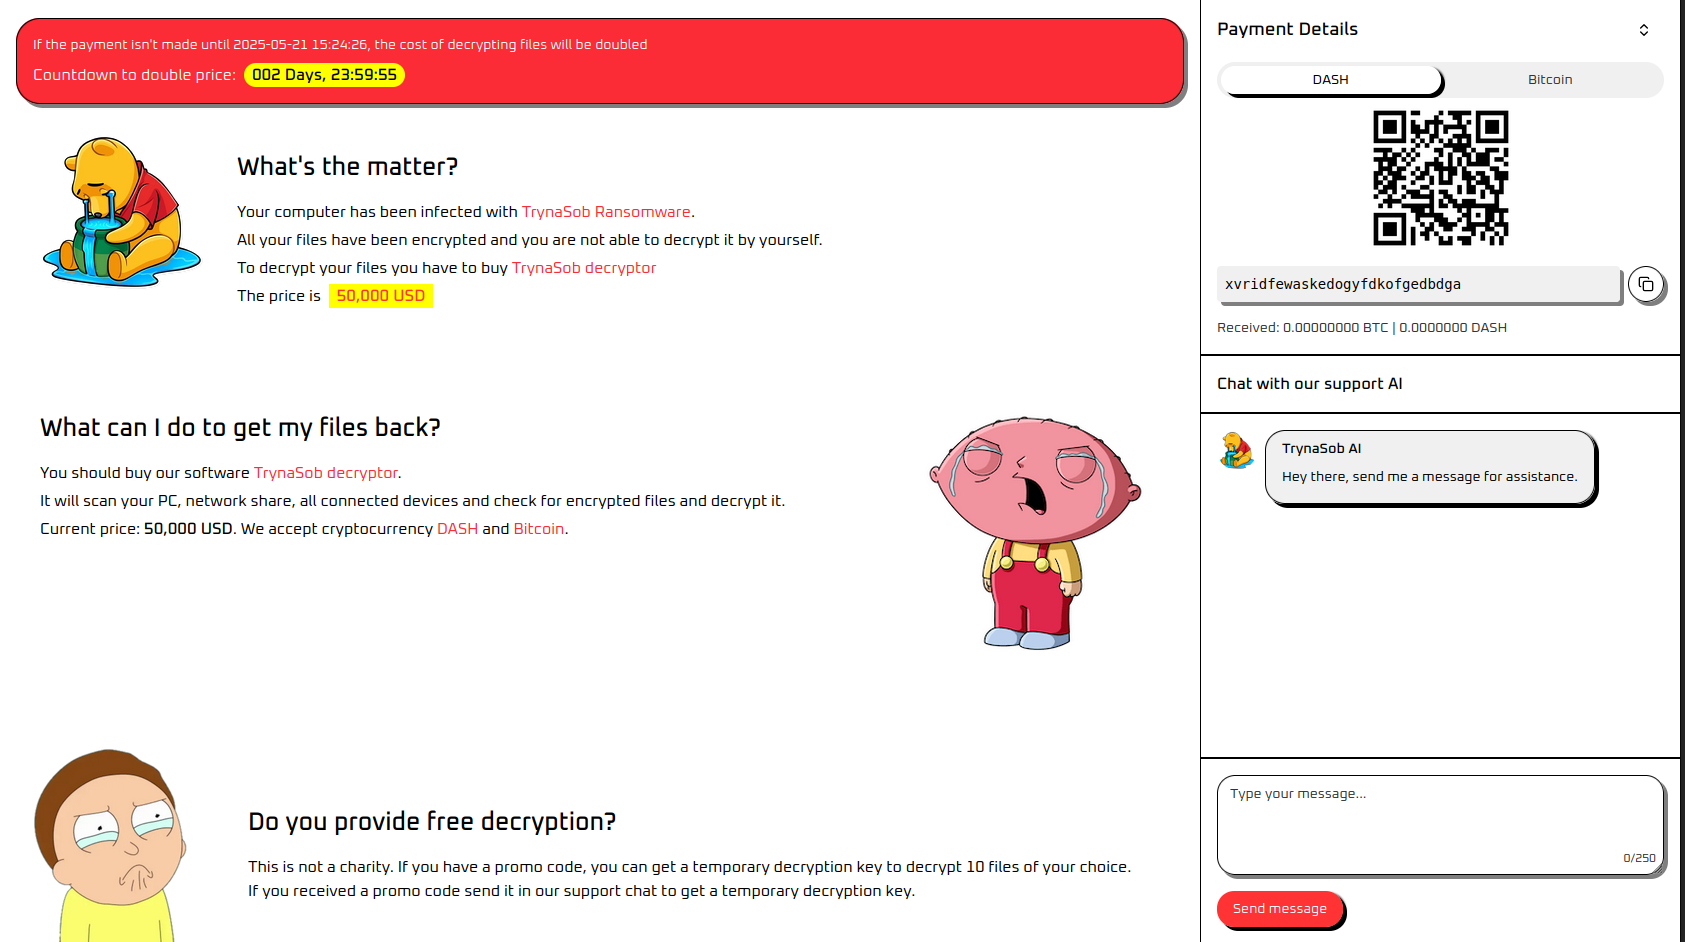 If the payment isn't made until 2025-05-21 15:24:26, the cost of decrypting files will be doubled
Countdown to double price: 002 Days, 23:59:55
What's the matter?
Your computer has been infected with TrynaSob Ransomware.
All your files have been encrypted and you are not able to decrypt it by yourself.
To decrypt your files you have to buy TrynaSob decryptor
The price is 50,000 USD
What can I do to get my files back?
You should buy our software TrynaSob decryptor.
It will scan your PC, network share, all connected devices and check for encrypted files and decrypt it.
Current price: 50,000 USD. We accept cryptocurrency DASH and Bitcoin.
Do you provide free decryption?
This is not a charity. If you have a promo code, you can get a temporary decryption key to decrypt 10 files of your choice.
If you received a promo code send it in our support chat to get a temporary decryption key.
Payment Details
DASH Bitcoin
xvridfewaskedogyfdkofgedbdga
Received: 0.00000000 BTC | 0.0000000 DASH
Chat with our support AI
TrynaSob AI
Hey there, send me a message for assistance.
Type your message...
0/250
Send message